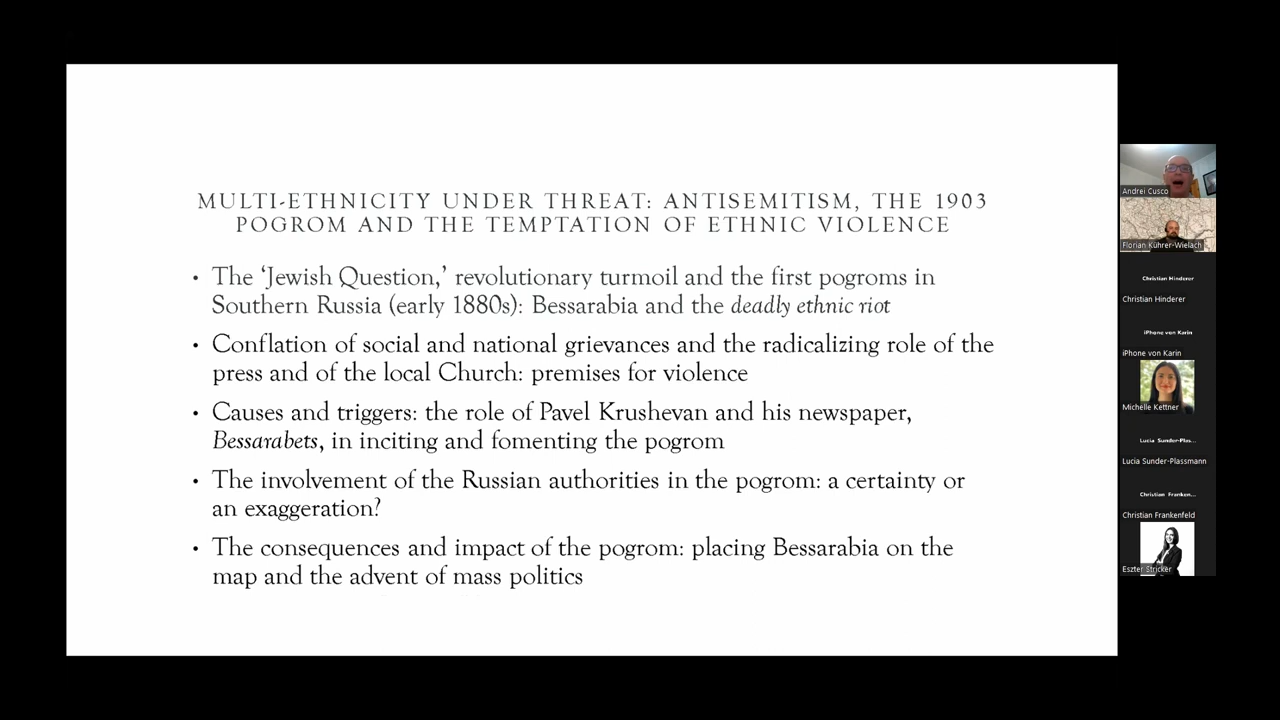 MULTI-ETHNICITY UNDER THREAT: ANTISEMITISM, THE 1903
POGROM AND THE TEMPTATION OF ETHNIC VIOLENCE
• The ‘Jewish Question,’ revolutionary turmoil and the first pogroms in
Southern Russia (early 1880s): Bessarabia and the deadly ethnic riot
• Conflation of social and national grievances and the radicalizing role of the
press and of the local Church: premises for violence
• Causes and triggers: the role of Pavel Krushevan and his newspaper,
Bessarabets, in inciting and fomenting the pogrom
• The involvement of the Russian authorities in the pogrom: a certainty or
an exaggeration?
• The consequences and impact of the pogrom: placing Bessarabia on the
map and the advent of mass politics
Andrei Cusco
Florian Kührer-Wielach
Christian Hinderer
Christian Hinderer
iPhone von Karin
iPhone von Karin
Michelle Kettner
Lucia Sunder-Plas...
Lucia Sunder-Plassmann
Christian Franken...
Christian Frankenfeld
Eszter Stricker